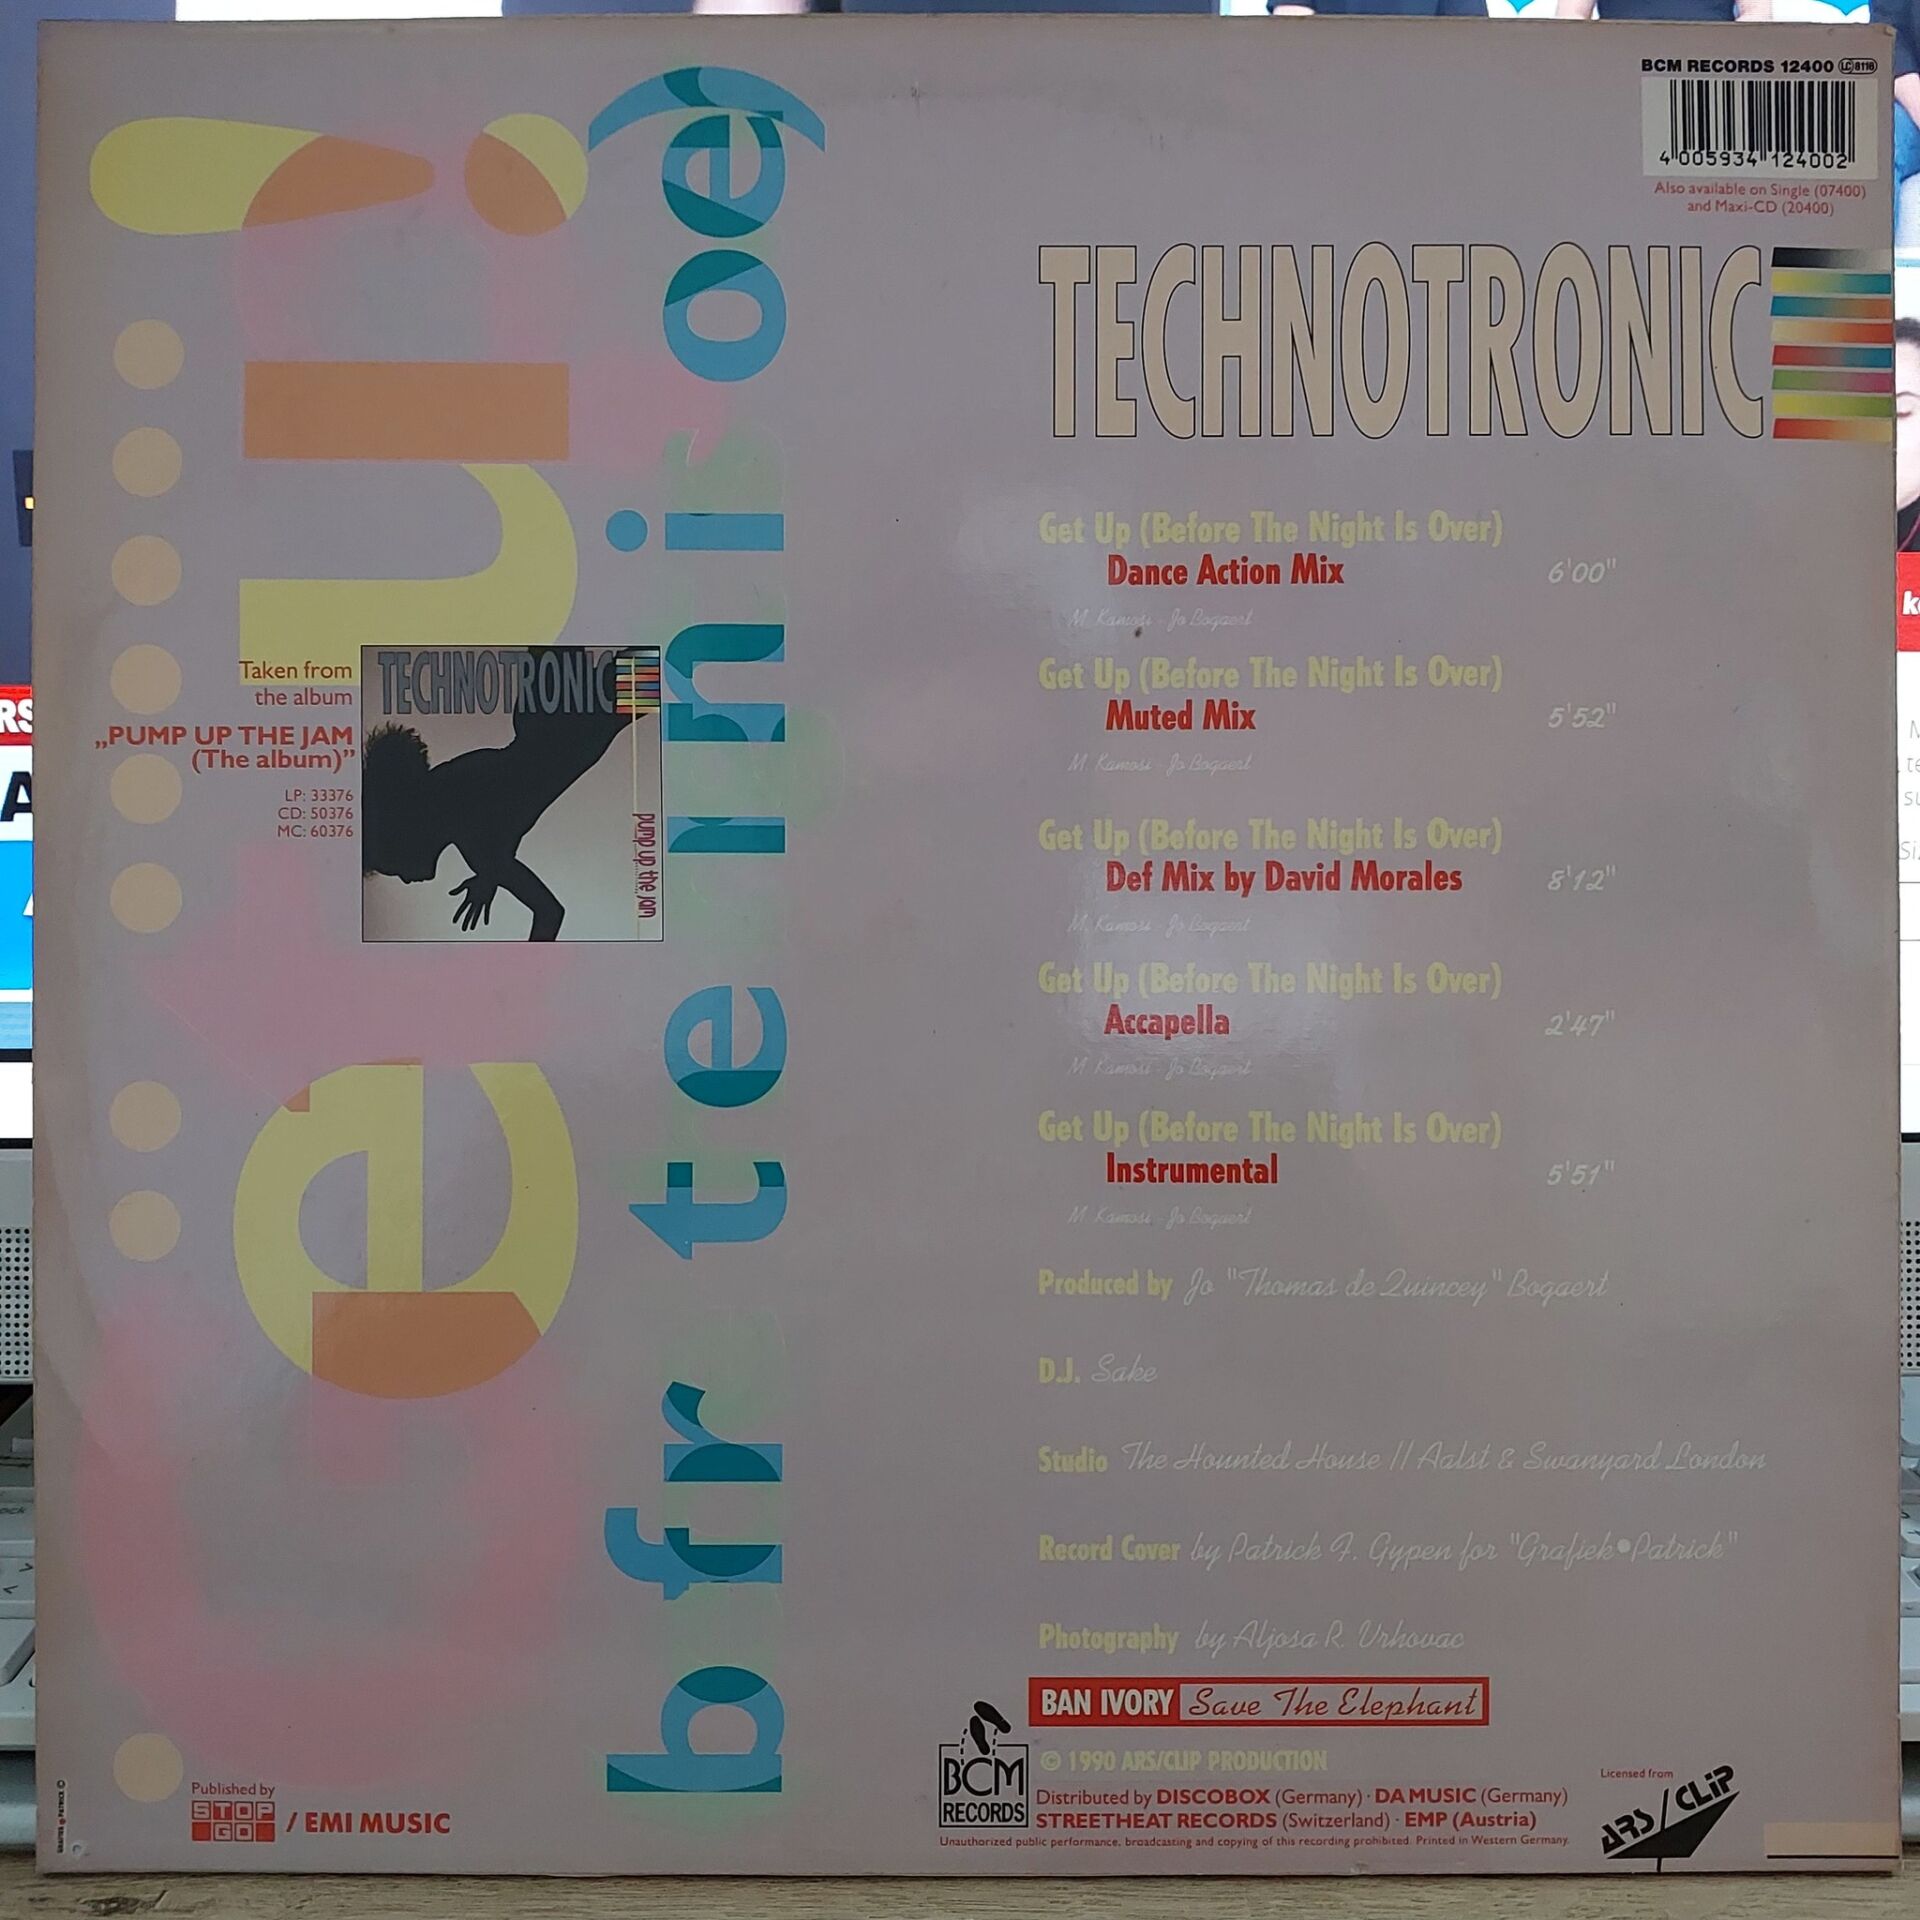 BCM RECORDS 12400 LC 8118
4 005934 124002
Also available on Single (07400)
and Maxi-CD (20400)
TECHNOTRONIC
Get Up (Before The Night Is Over)
Dance Action Mix 6'00"
M. Kamosi - Jo Bogaert
Get Up (Before The Night Is Over)
Muted Mix 5'52"
M. Kamosi - Jo Bogaert
Get Up (Before The Night Is Over)
Def Mix by David Morales 8'12"
M. Kamosi - Jo Bogaert
Get Up (Before The Night Is Over)
Accapella 2'47"
M. Kamosi - Jo Bogaert
Get Up (Before The Night Is Over)
Instrumental 5'51"
M. Kamosi - Jo Bogaert
Produced by Jo "Thomas de Quincey" Bogaert
D.J. Sake
Studio The Hounted House // Aalst & Swanyard London
Record Cover by Patrick F. Gypen for "Grafiek•Patrick"
Photography by Aljosa R. Vrhovac
BAN IVORY Save The Elephant
© 1990 ARS/CLIP PRODUCTION
BCM
RECORDS
Distributed by DISCOBOX (Germany) · DA MUSIC (Germany)
STREETHEAT RECORDS (Switzerland) · EMP (Austria)
Unauthorized public performance, broadcasting and copying of this recording prohibited. Printed in Western Germany.
Licensed from
ARS/CLIP
Taken from
the album
„PUMP UP THE JAM
(The album)”
LP: 33376
CD: 50376
MC: 60376
TECHNOTRONIC
pump up the jam
Published by
STOP
GO / EMI MUSIC